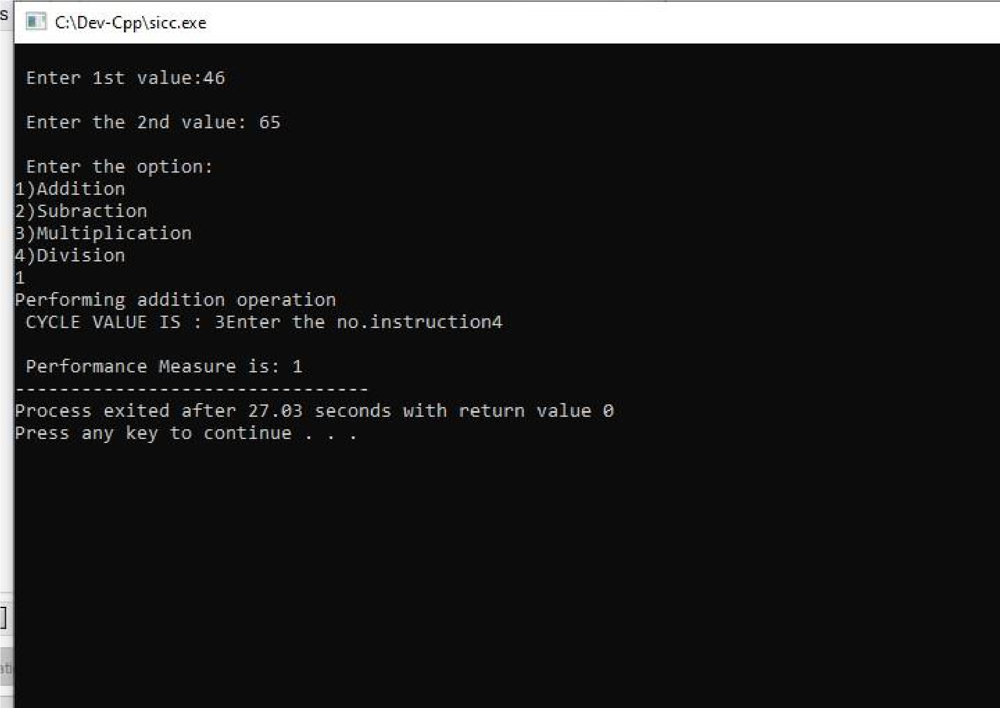 s
C:\Dev-Cpp\sicc.exe
Enter 1st value:46
Enter the 2nd value: 65
Enter the option:
1)Addition
2)Subraction
3)Multiplication
4)Division
1
Performing addition operation
CYCLE VALUE IS : 3Enter the no.instruction4
Performance Measure is: 1
--------------------------------
Process exited after 27.03 seconds with return value 0
Press any key to continue . . .
]